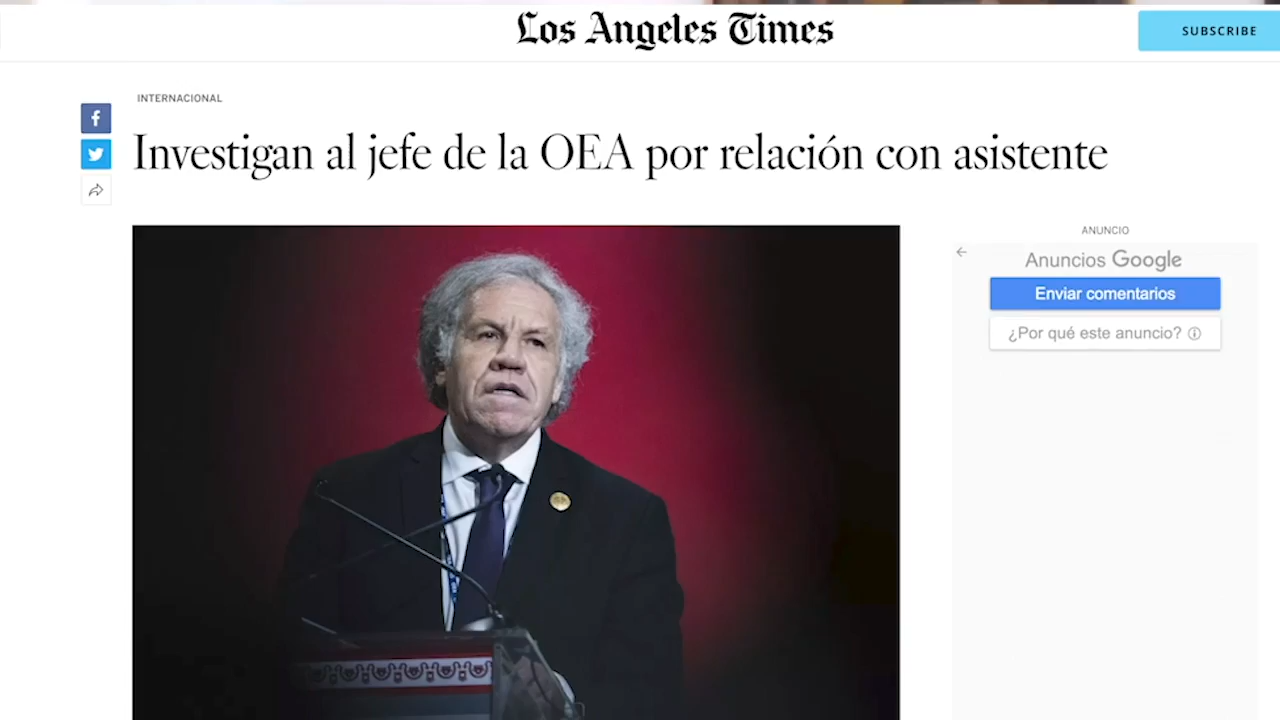 Los Angeles Times
SUBSCRIBE
INTERNACIONAL
Investigan al jefe de la OEA por relación con asistente
ANUNCIO
Anuncios Google
Enviar comentarios
¿Por qué este anuncio?